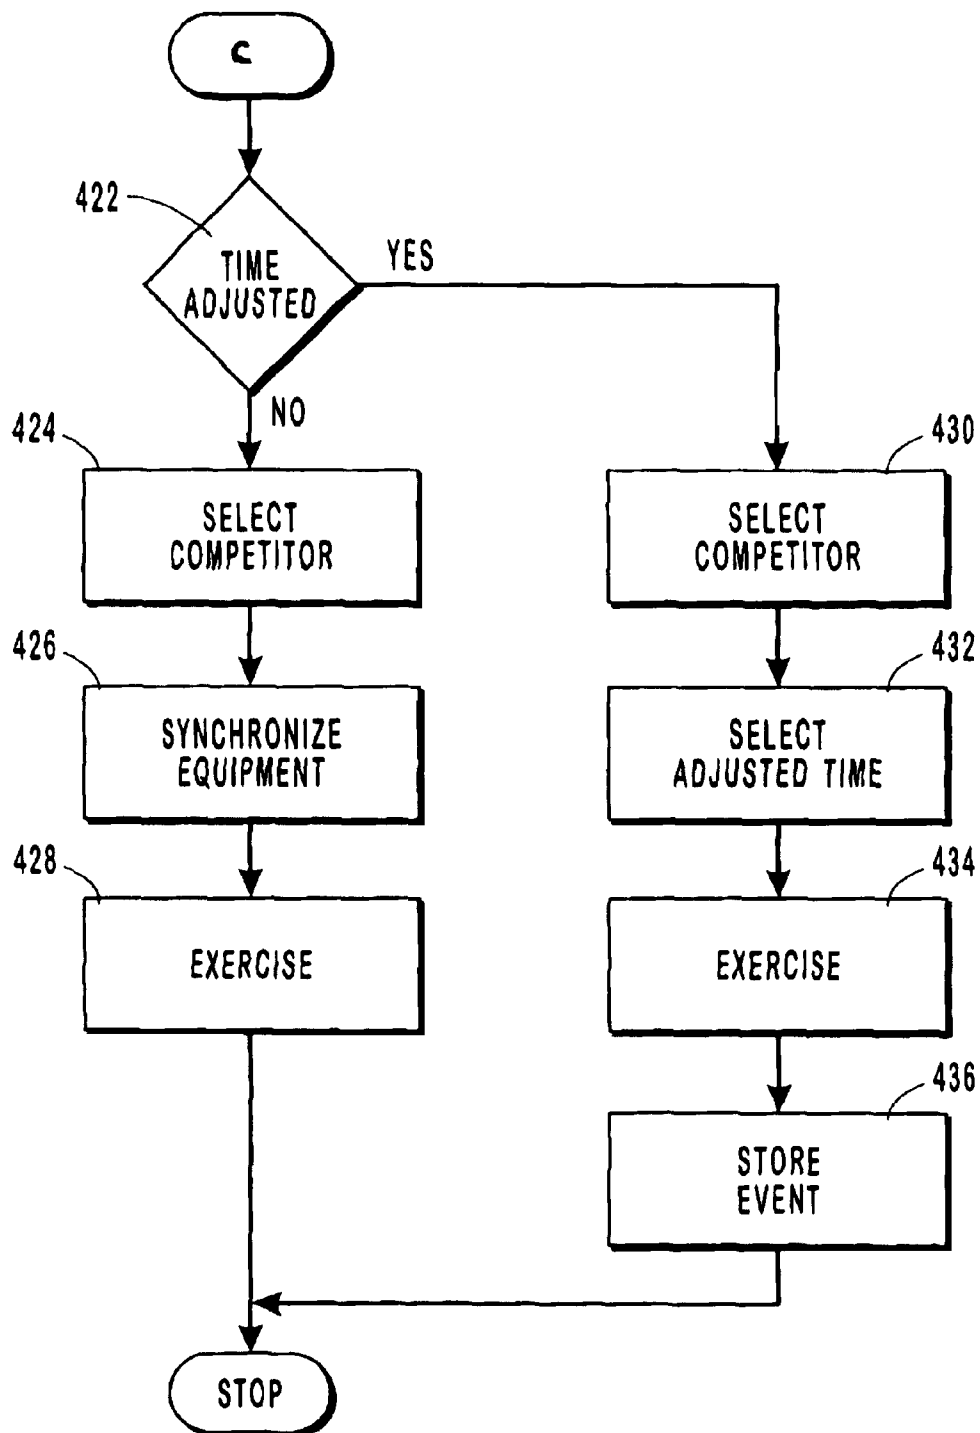 C
422
TIME
ADJUSTED
YES
NO
424
SELECT
COMPETITOR
430
SELECT
COMPETITOR
426
SYNCHRONIZE
EQUIPMENT
432
SELECT
ADJUSTED TIME
428
EXERCISE
434
EXERCISE
436
STORE
EVENT
STOP